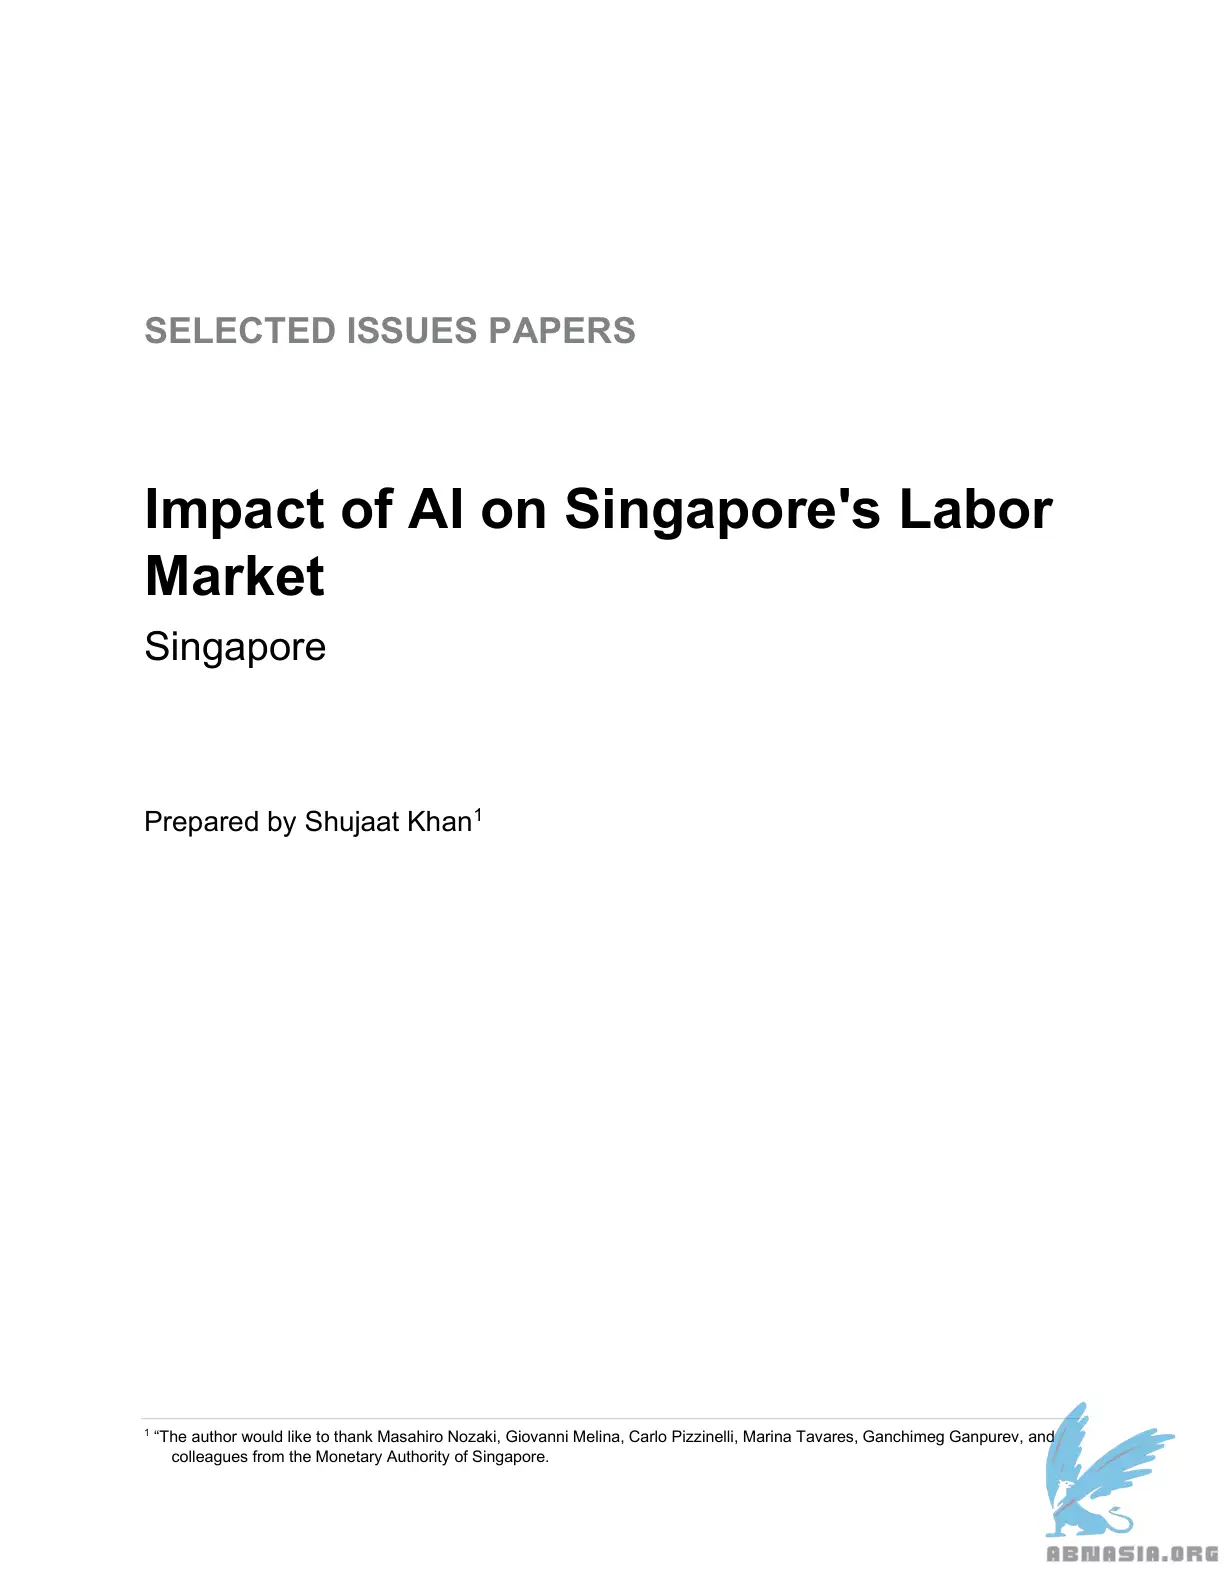 SELECTED ISSUES PAPERS
Impact of AI on Singapore's Labor
Market
Singapore
Prepared by Shujaat Khan1
1 “The author would like to thank Masahiro Nozaki, Giovanni Melina, Carlo Pizzinelli, Marina Tavares, Ganchimeg Ganpurev, and
colleagues from the Monetary Authority of Singapore.
ABNASIA.ORG